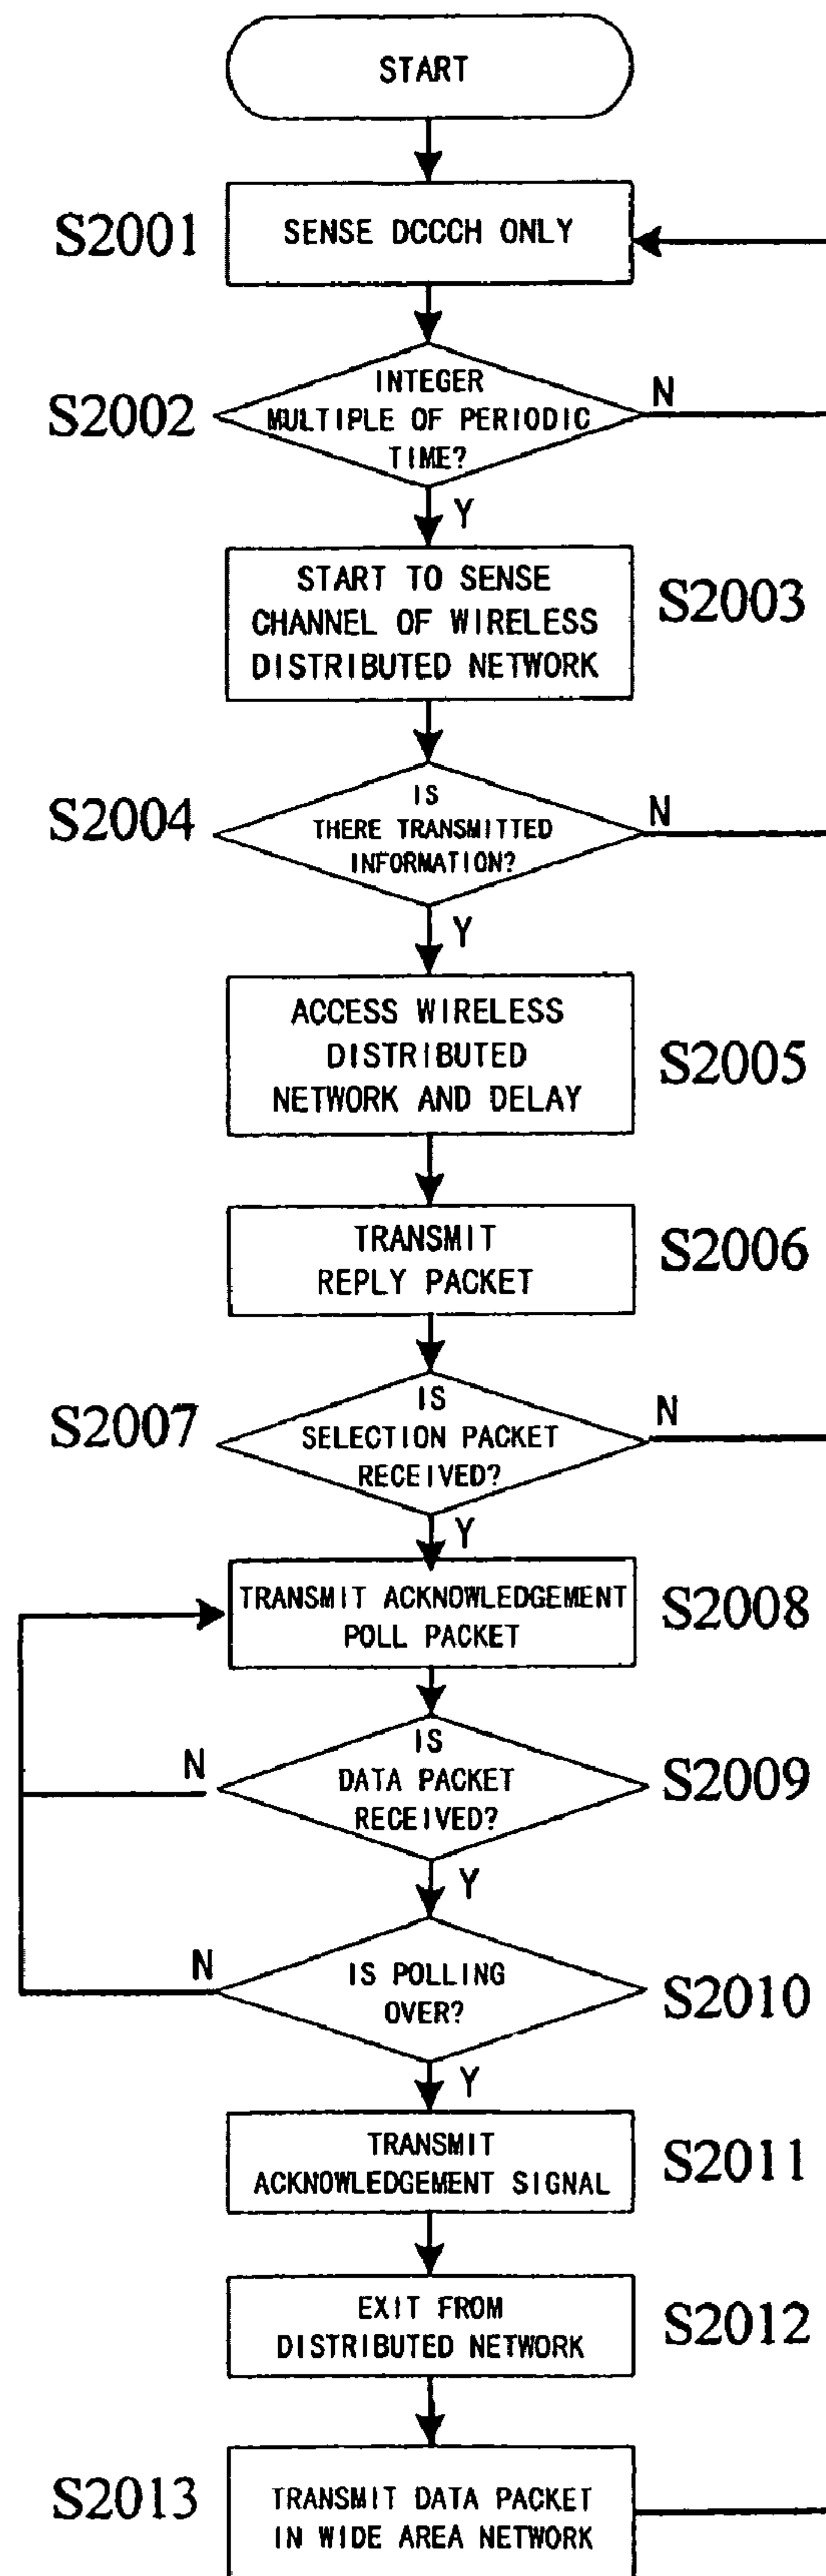 START
S2001
SENSE DCCCH ONLY
S2002
INTEGER
MULTIPLE OF PERIODIC
TIME?
N
Y
START TO SENSE
CHANNEL OF WIRELESS
DISTRIBUTED NETWORK
S2003
S2004
IS
THERE TRANSMITTED
INFORMATION?
N
Y
ACCESS WIRELESS
DISTRIBUTED
NETWORK AND DELAY
S2005
TRANSMIT
REPLY PACKET
S2006
S2007
IS
SELECTION PACKET
RECEIVED?
N
Y
TRANSMIT ACKNOWLEDGEMENT
POLL PACKET
S2008
N
IS
DATA PACKET
RECEIVED?
S2009
Y
N
IS POLLING
OVER?
S2010
Y
TRANSMIT
ACKNOWLEDGEMENT SIGNAL
S2011
EXIT FROM
DISTRIBUTED NETWORK
S2012
S2013
TRANSMIT DATA PACKET
IN WIDE AREA NETWORK